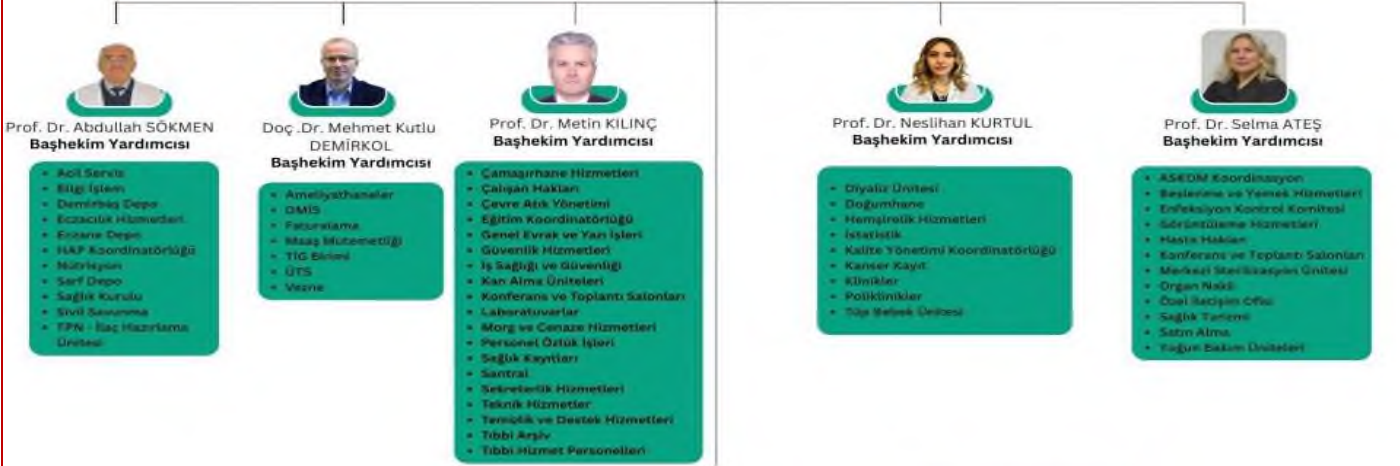 Prof. Dr. Abdullah SÖKMEN
Başhekim Yardımcısı
• Acil Servis
• Bilgi İşlem
• Demirbaş Depo
• Eczacılık Hizmetleri
• Eczane Depo
• HAP Koordinatörlüğü
• Nütrisyon
• Sarf Depo
• Sağlık Kurulu
• Sivil Savunma
• TPN - İlaç Hazırlama
Ünitesi
Doç .Dr. Mehmet Kutlu
DEMİRKOL
Başhekim Yardımcısı
• Ameliyathaneler
• DMİS
• Faturalama
• Maaş Mutemetliği
• TİG Birimi
• ÜTS
• Vezne
Prof. Dr. Metin KILINÇ
Başhekim Yardımcısı
• Çamaşırhane Hizmetleri
• Çalışan Hakları
• Çevre Atık Yönetimi
• Eğitim Koordinatörlüğü
• Genel Evrak ve Yazı İşleri
• Güvenlik Hizmetleri
• İş Sağlığı ve Güvenliği
• Kan Alma Üniteleri
• Konferans ve Toplantı Salonları
• Laboratuvarlar
• Morg ve Cenaze Hizmetleri
• Personel Özlük İşleri
• Sağlık Kayıtları
• Santral
• Sekreterlik Hizmetleri
• Teknik Hizmetler
• Temizlik ve Destek Hizmetleri
• Tıbbi Arşiv
• Tıbbi Hizmet Personelleri
Prof. Dr. Neslihan KURTUL
Başhekim Yardımcısı
• Diyaliz Ünitesi
• Doğumhane
• Hemşirelik Hizmetleri
• İstatistik
• Kalite Yönetimi Koordinatörlüğü
• Kanser Kayıt
• Klinikler
• Poliklinikler
• Tüp Bebek Ünitesi
Prof. Dr. Selma ATEŞ
Başhekim Yardımcısı
• ASKOM Koordinasyon
• Beslenme ve Yemek Hizmetleri
• Enfeksiyon Kontrol Komitesi
• Görüntüleme Hizmetleri
• Hasta Hakları
• Konferans ve Toplantı Salonları
• Merkezi Sterilizasyon Ünitesi
• Organ Nakli
• Özel İletişim Ofisi
• Sağlık Turizmi
• Satın Alma
• Yoğun Bakım Üniteleri